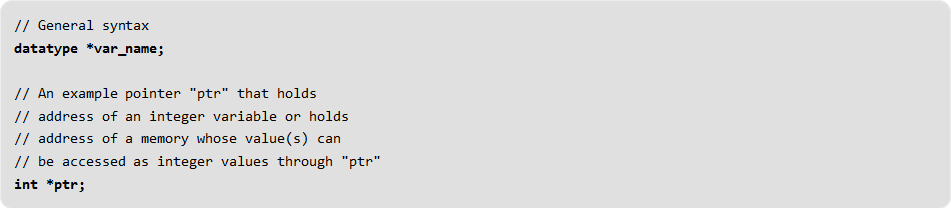 // General syntax
datatype *var_name;
// An example pointer "ptr" that holds
// address of an integer variable or holds
// address of a memory whose value(s) can
// be accessed as integer values through "ptr"
int *ptr;